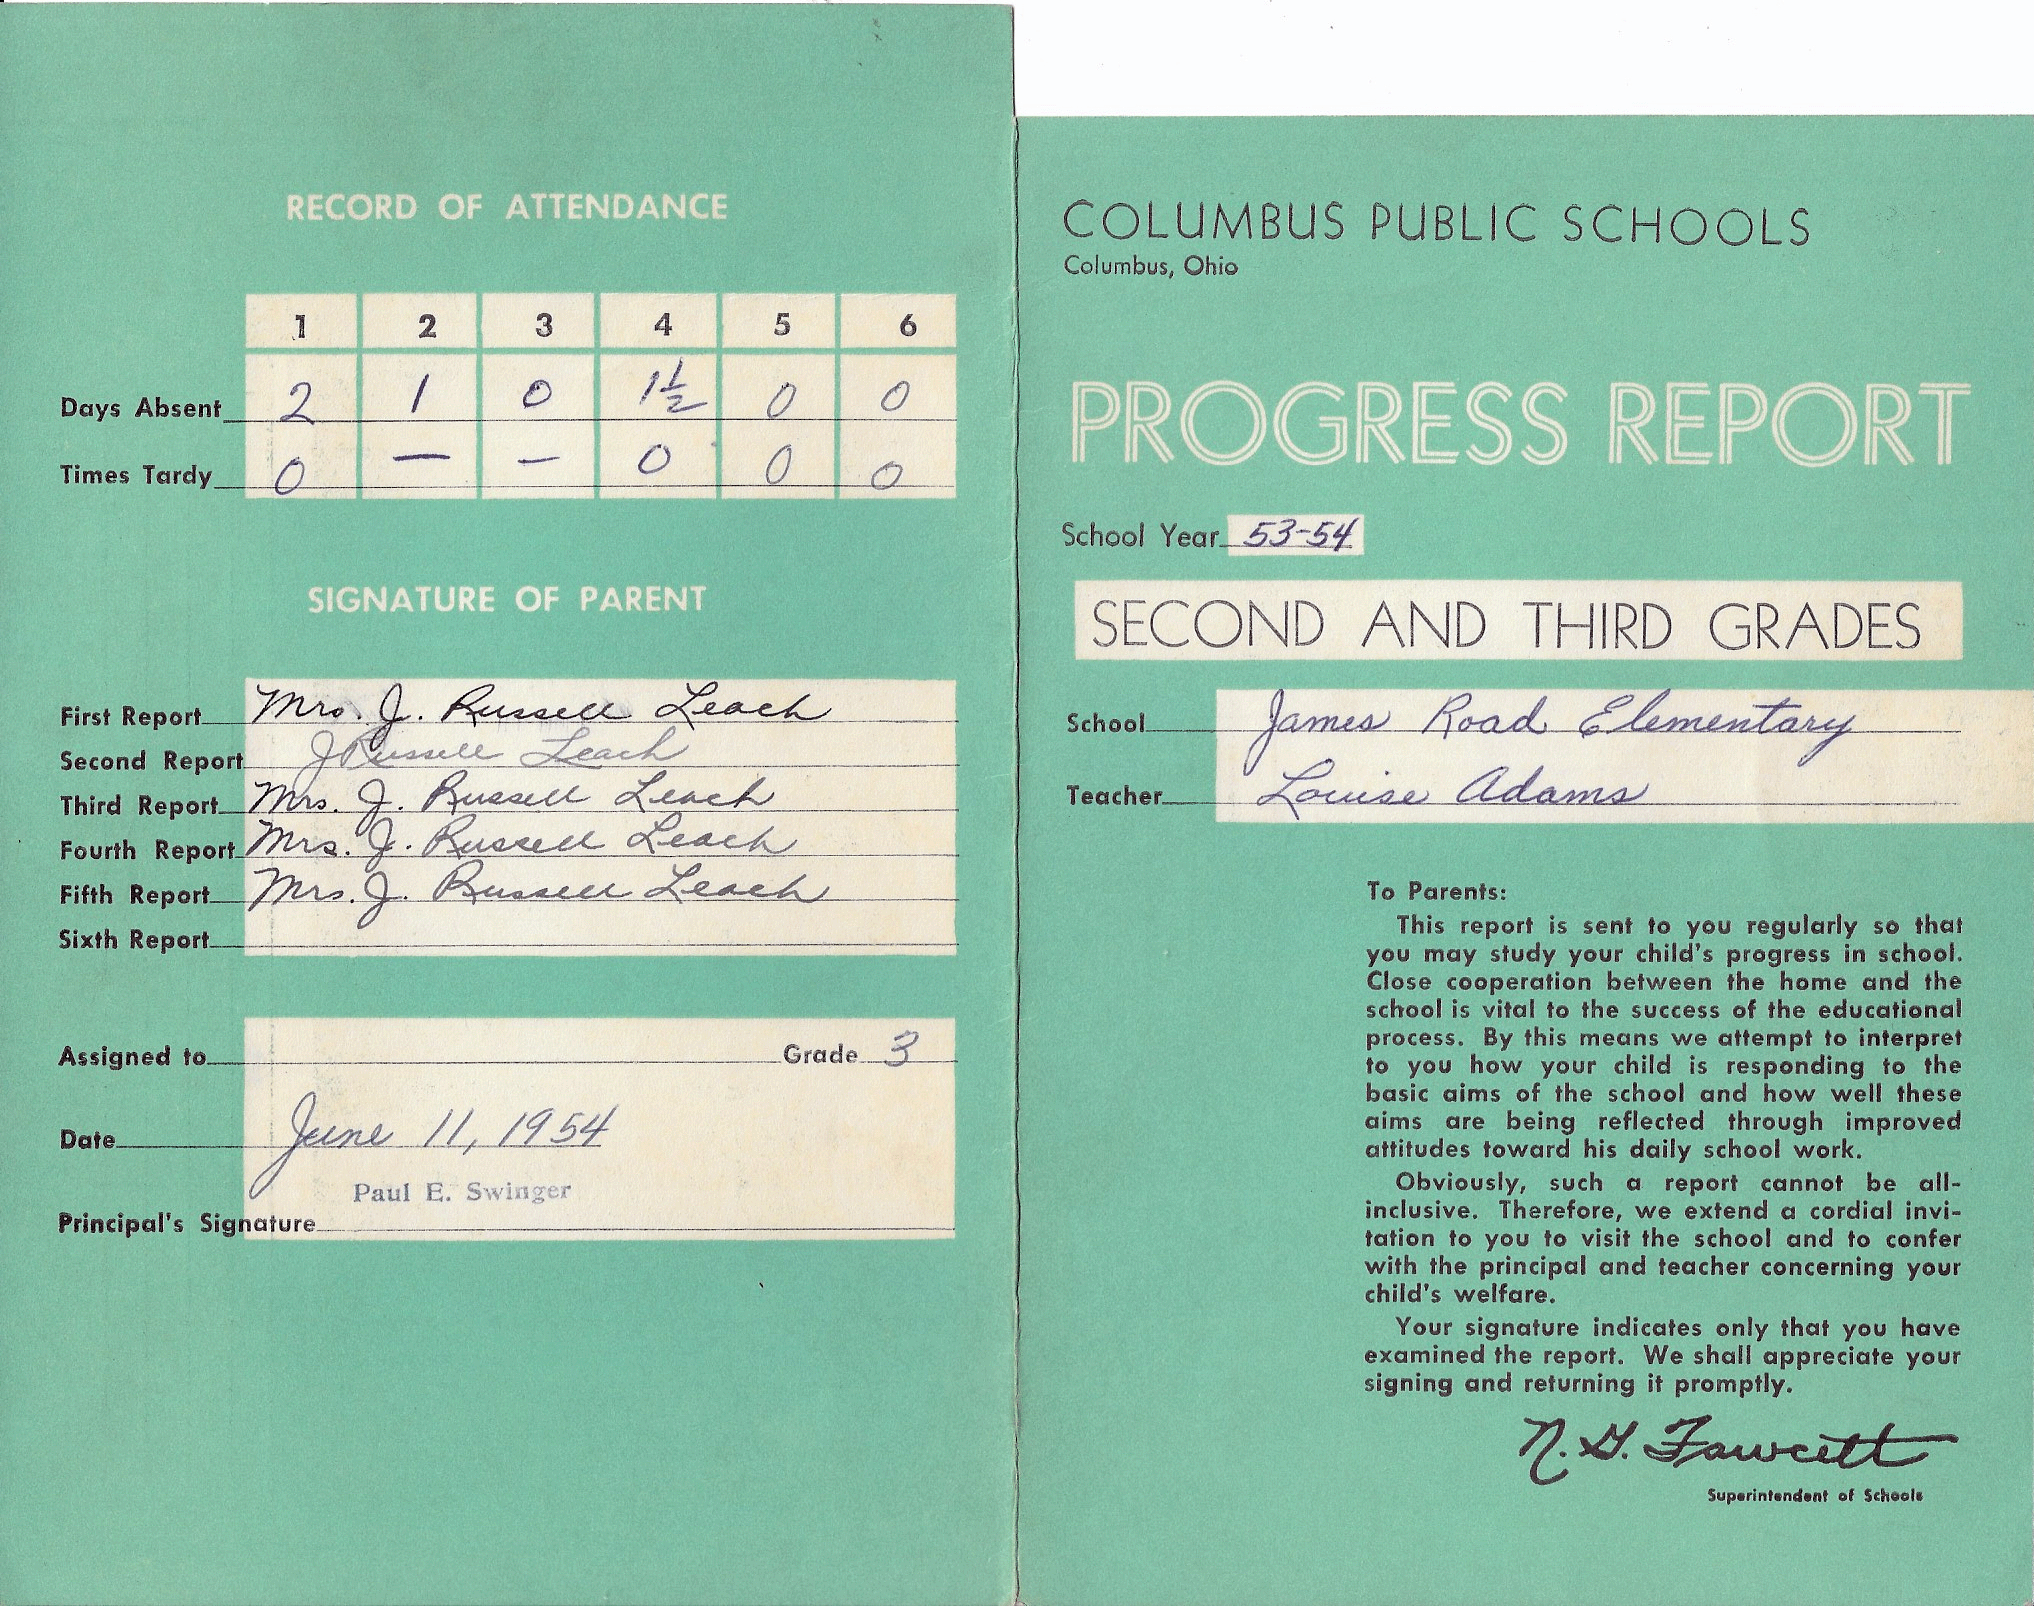 RECORD OF ATTENDANCE
1 2 3 4 5 6
Days Absent 2 1 0 1½ 0 0
Times Tardy 0 — – 0 0 0
SIGNATURE OF PARENT
First Report Mrs. J. Russell Leach
Second Report J Russell Leach
Third Report Mrs. J. Russell Leach
Fourth Report Mrs. J. Russell Leach
Fifth Report Mrs. J. Russell Leach
Sixth Report
Assigned to Grade 3
Date June 11, 1954
Paul E. Swinger
Principal's Signature
COLUMBUS PUBLIC SCHOOLS
Columbus, Ohio
PROGRESS REPORT
School Year 53-54
SECOND AND THIRD GRADES
School James Road Elementary
Teacher Louise Adams
To Parents:
This report is sent to you regularly so that
you may study your child's progress in school.
Close cooperation between the home and the
school is vital to the success of the educational
process. By this means we attempt to interpret
to you how your child is responding to the
basic aims of the school and how well these
aims are being reflected through improved
attitudes toward his daily school work.
Obviously, such a report cannot be all-
inclusive. Therefore, we extend a cordial invi-
tation to you to visit the school and to confer
with the principal and teacher concerning your
child's welfare.
Your signature indicates only that you have
examined the report. We shall appreciate your
signing and returning it promptly.
N. G. Fawcett
Superintendent of Schools